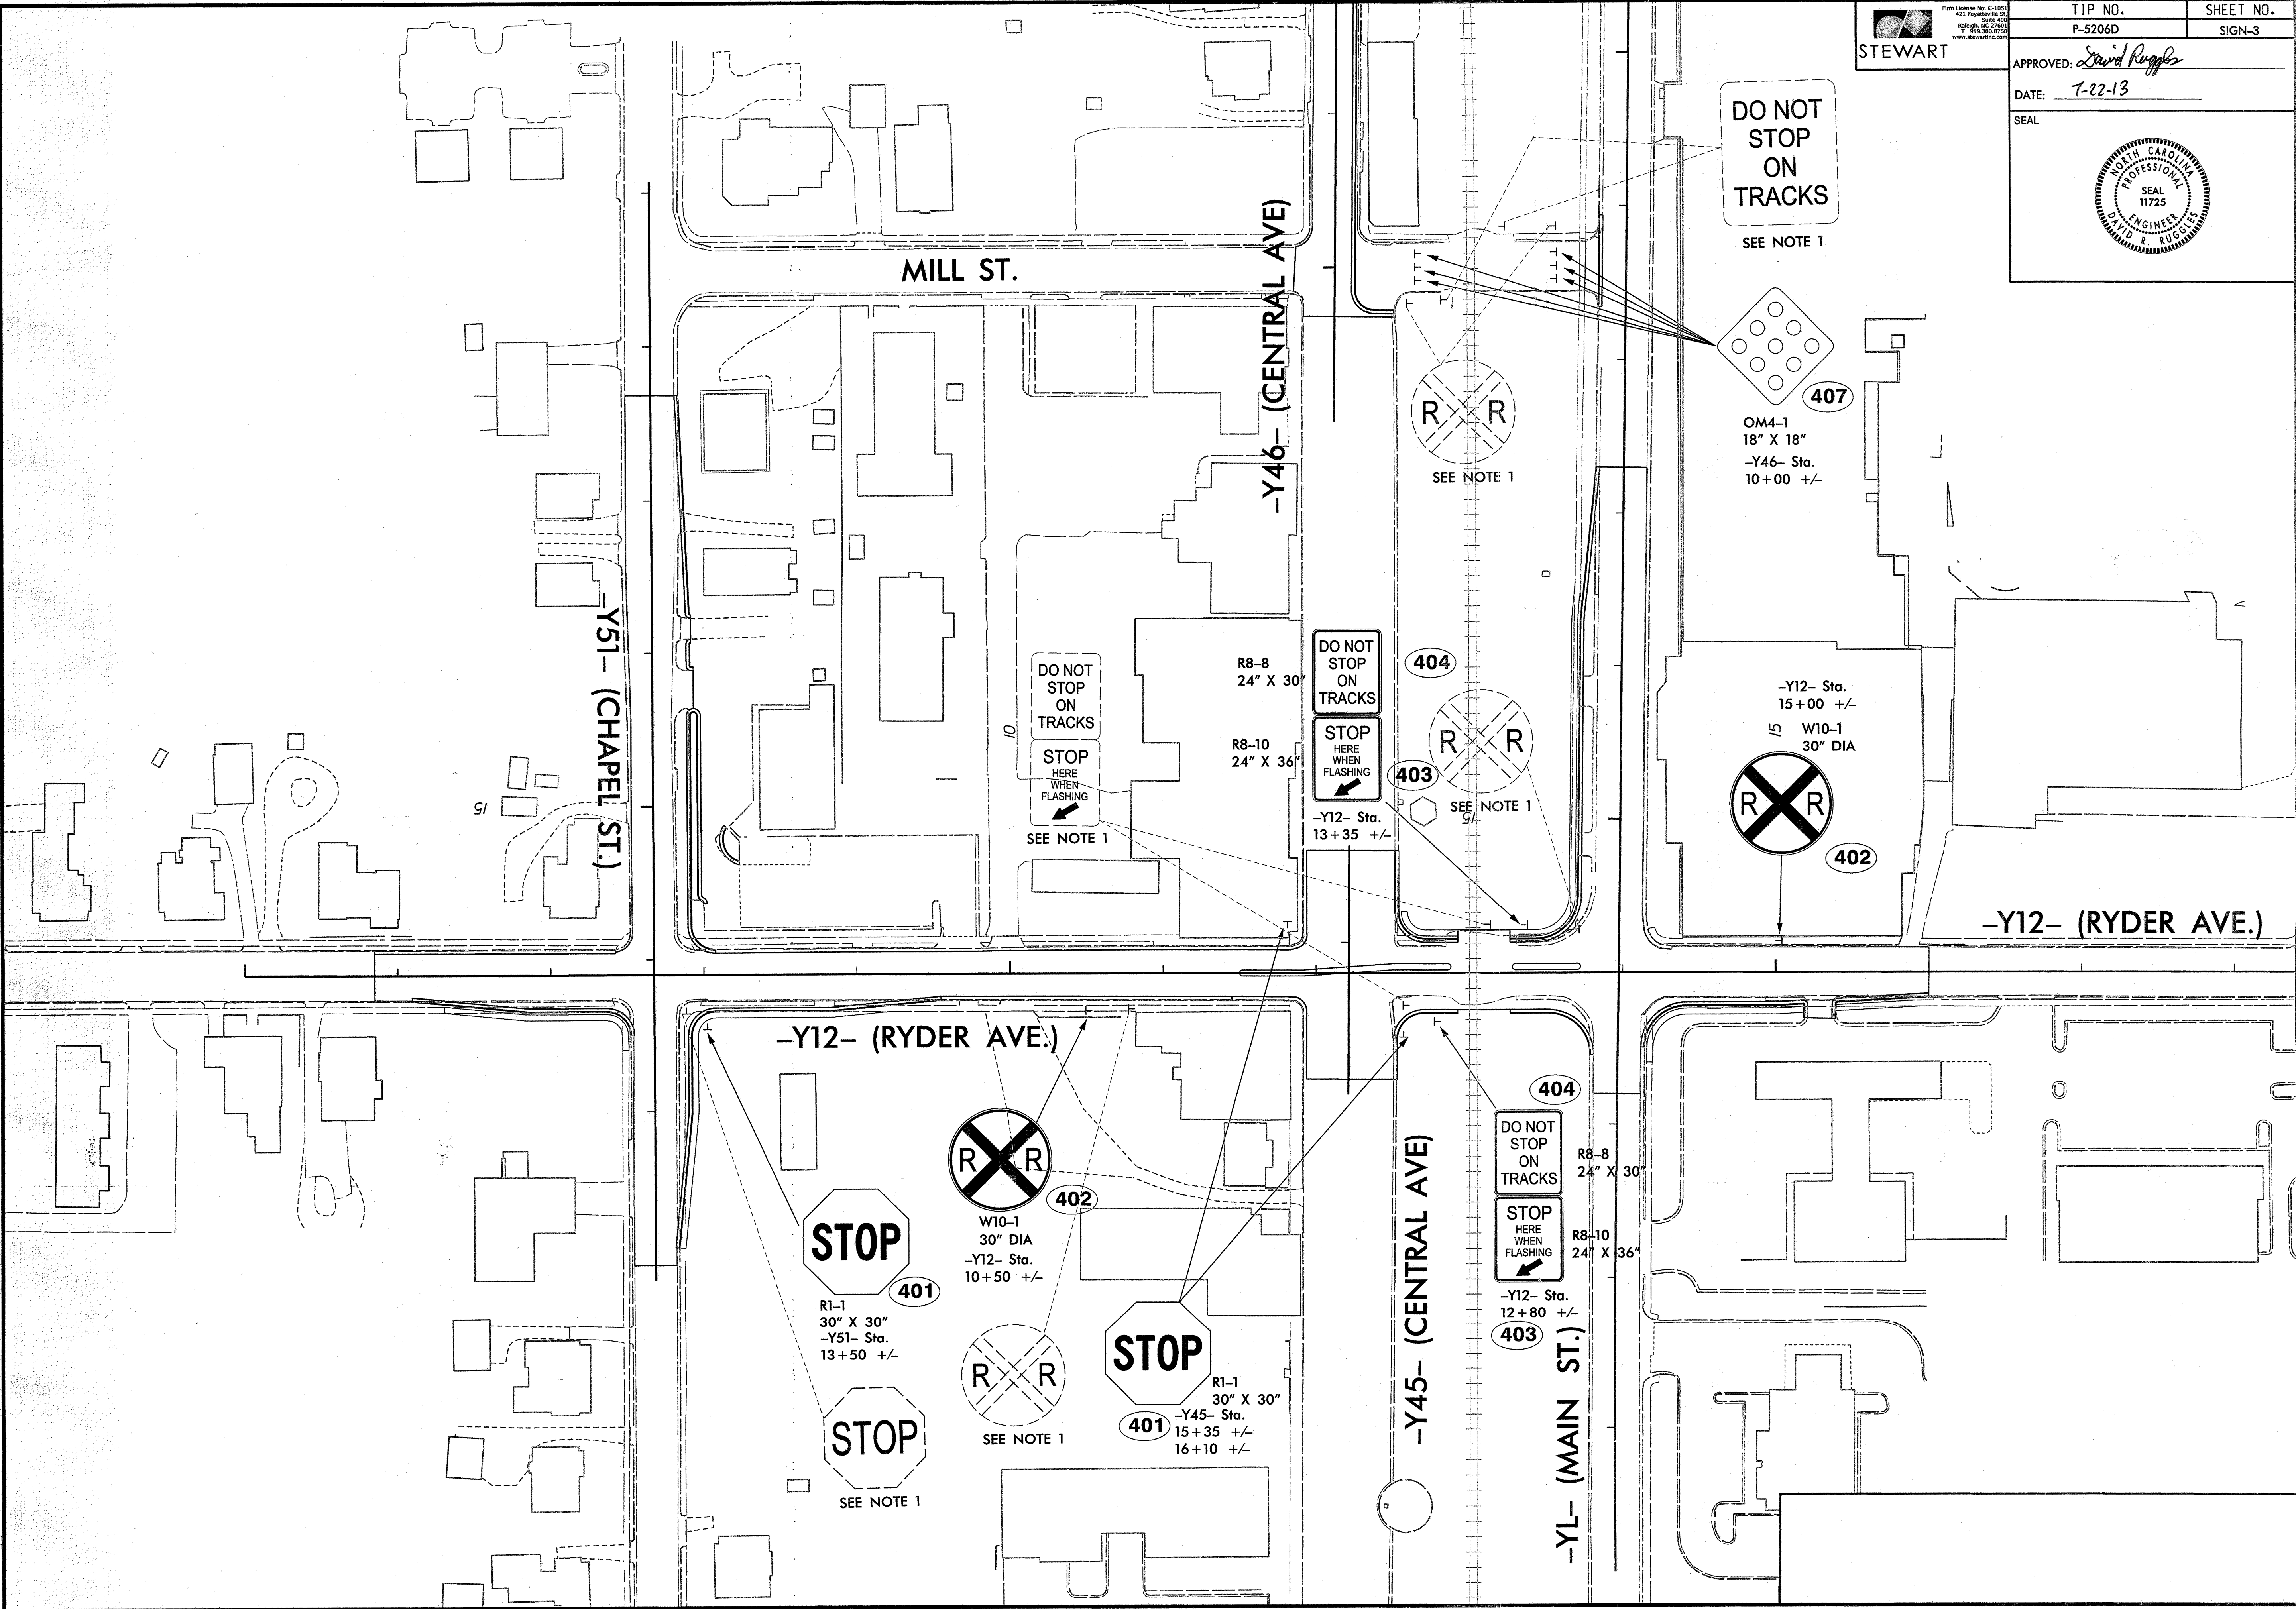 STEWART
Firm License No. C-1051
421 Fayetteville St.
Suite 400
Raleigh, NC 27601
T 919.380.8750
www.stewartinc.com
TIP NO.
SHEET NO.
P-5206D
SIGN-3
APPROVED: David Ruggles
DATE: 7-22-13
SEAL
NORTH CAROLINA
PROFESSIONAL
SEAL
11725
ENGINEER
DAVID R. RUGGLES
DO NOT
STOP
ON
TRACKS
SEE NOTE 1
MILL ST.
-Y46- (CENTRAL AVE)
R R
SEE NOTE 1
407
OM4-1
18" X 18"
-Y46- Sta.
10+00 +/-
-Y51- (CHAPEL ST.)
15
10
DO NOT
STOP
ON
TRACKS
STOP
HERE
WHEN
FLASHING
SEE NOTE 1
R8-8
24" X 30"
DO NOT
STOP
ON
TRACKS
404
R8-10
24" X 36"
STOP
HERE
WHEN
FLASHING
403
-Y12- Sta.
13+35 +/-
R R
SEE NOTE 1
15
-Y12- Sta.
15+00 +/-
15
W10-1
30" DIA
R R
402
-Y12- (RYDER AVE.)
-Y12- (RYDER AVE.)
R R
402
W10-1
30" DIA
-Y12- Sta.
10+50 +/-
STOP
401
R1-1
30" X 30"
-Y51- Sta.
13+50 +/-
STOP
SEE NOTE 1
R R
SEE NOTE 1
STOP
R1-1
30" X 30"
401
-Y45- Sta.
15+35 +/-
16+10 +/-
-Y45- (CENTRAL AVE)
404
DO NOT
STOP
ON
TRACKS
R8-8
24" X 30"
STOP
HERE
WHEN
FLASHING
R8-10
24" X 36"
-Y12- Sta.
12+80 +/-
403
-YL- (MAIN ST.)